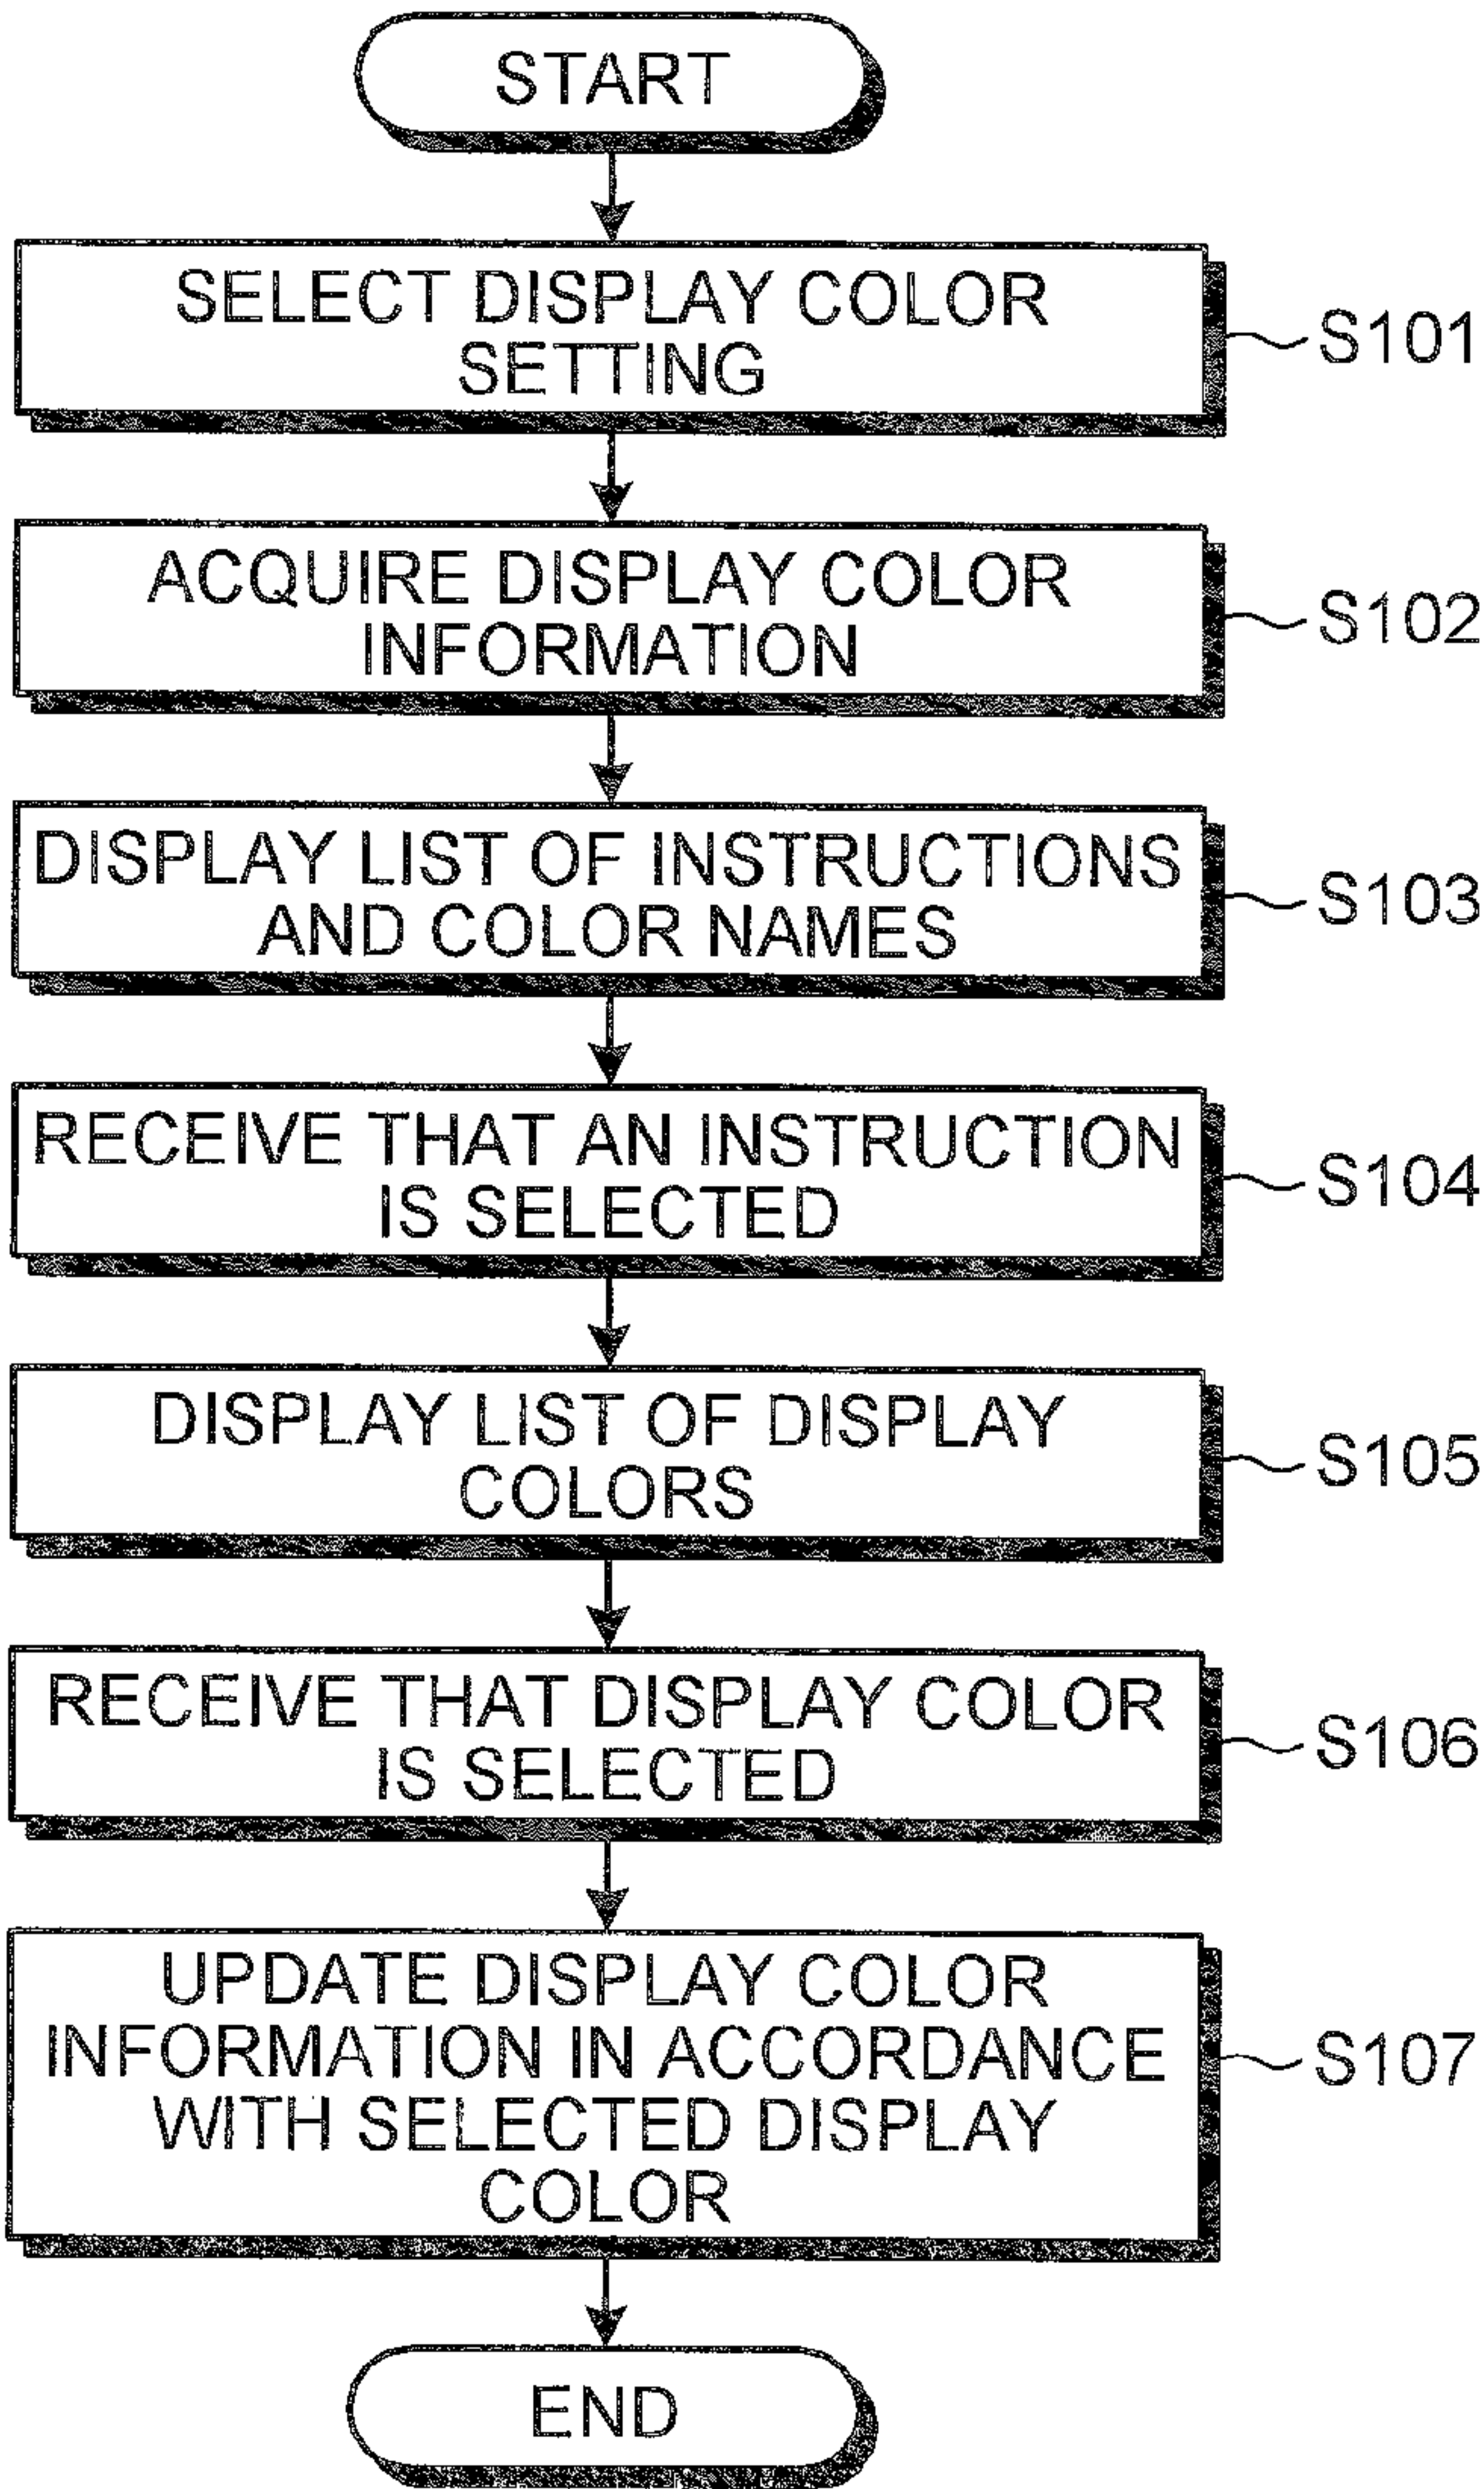 START
SELECT DISPLAY COLOR
SETTING
S101
ACQUIRE DISPLAY COLOR
INFORMATION
S102
DISPLAY LIST OF INSTRUCTIONS
AND COLOR NAMES
S103
RECEIVE THAT AN INSTRUCTION
IS SELECTED
S104
DISPLAY LIST OF DISPLAY
COLORS
S105
RECEIVE THAT DISPLAY COLOR
IS SELECTED
S106
UPDATE DISPLAY COLOR
INFORMATION IN ACCORDANCE
WITH SELECTED DISPLAY
COLOR
S107
END